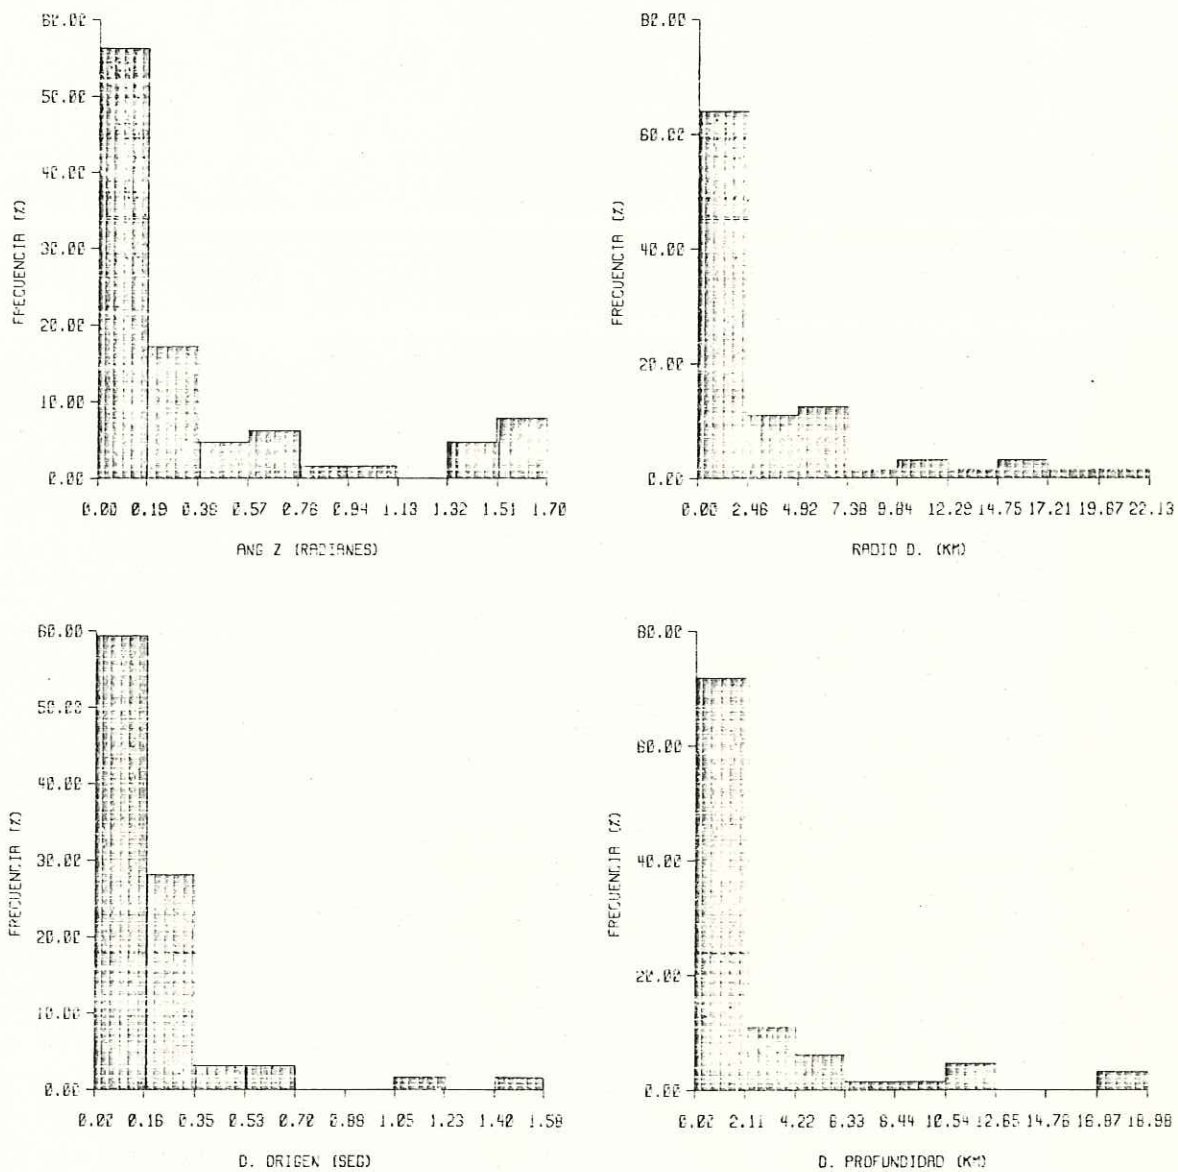 60.00
50.00
40.00
30.00
20.00
10.00
0.00
FRECUENCIA (%)
0.00 0.19 0.38 0.57 0.76 0.94 1.13 1.32 1.51 1.70
ANG Z (RADIANES)
80.00
60.00
40.00
20.00
0.00
FRECUENCIA (%)
0.00 2.46 4.92 7.38 9.84 12.29 14.75 17.21 19.67 22.13
RADIO D. (KM)
60.00
50.00
40.00
30.00
20.00
10.00
0.00
FRECUENCIA (%)
0.00 0.18 0.35 0.53 0.70 0.88 1.05 1.23 1.40 1.58
D. ORIGEN (SEG)
80.00
60.00
40.00
20.00
0.00
FRECUENCIA (%)
0.00 2.11 4.22 6.33 8.44 10.54 12.65 14.76 16.87 18.98
D. PROFUNDIDAD (KM)